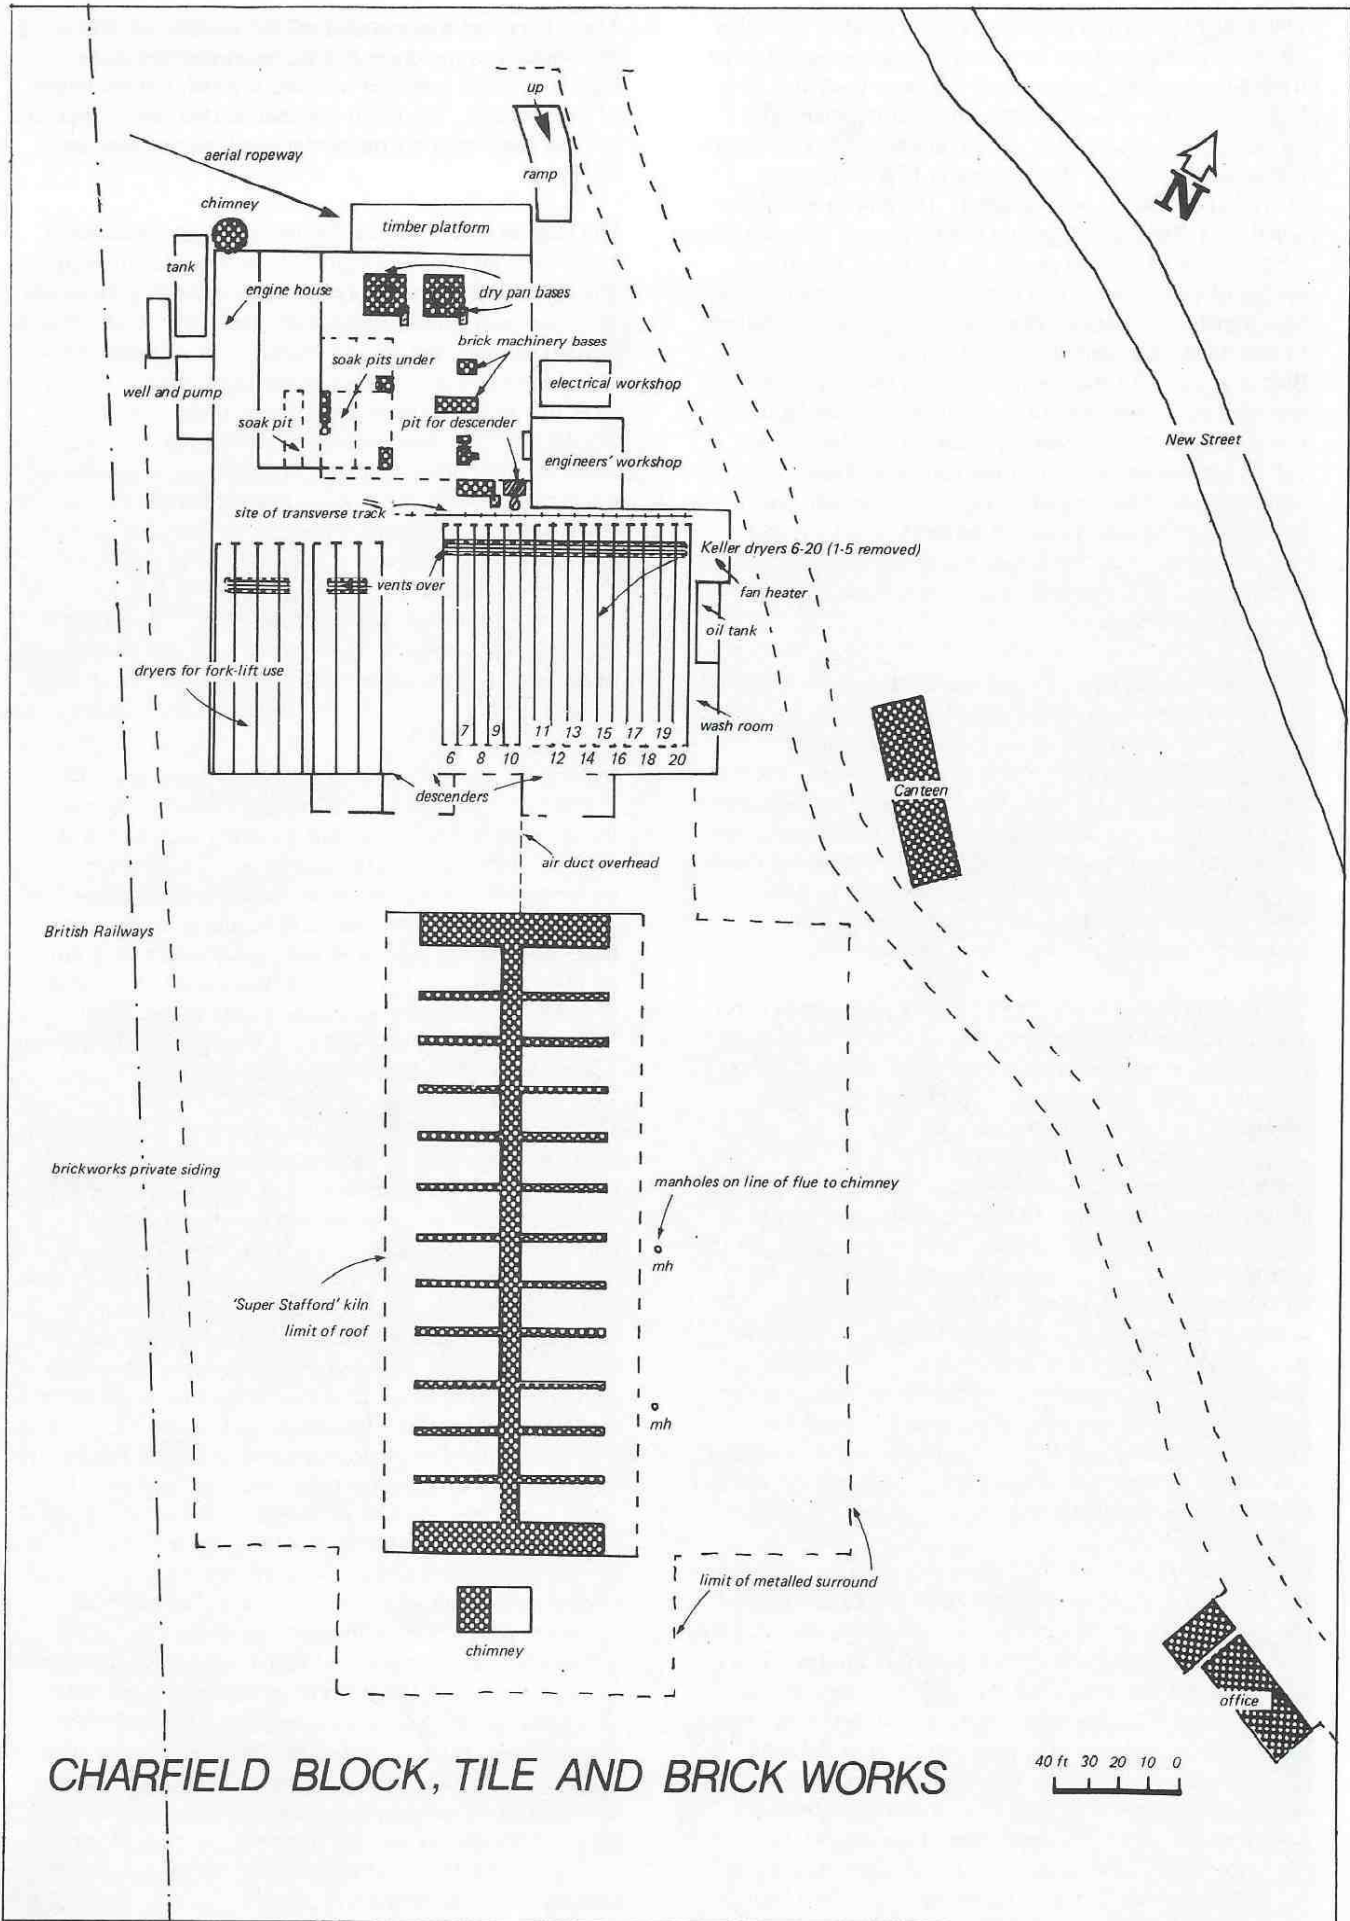 up
aerial ropeway
ramp
chimney
timber platform
N
tank
engine house
dry pan bases
brick machinery bases
soak pits under
well and pump
electrical workshop
soak pit
pit for descender
New Street
engineers' workshop
site of transverse track
Keller dryers 6-20 (1-5 removed)
vents over
fan heater
oil tank
dryers for fork-lift use
wash room
7 9 11 13 15 17 19
6 8 10 12 14 16 18 20
Canteen
descenders
air duct overhead
British Railways
brickworks private siding
manholes on line of flue to chimney
mh
'Super Stafford' kiln
limit of roof
mh
limit of metalled surround
chimney
office
CHARFIELD BLOCK, TILE AND BRICK WORKS
40 ft 30 20 10 0